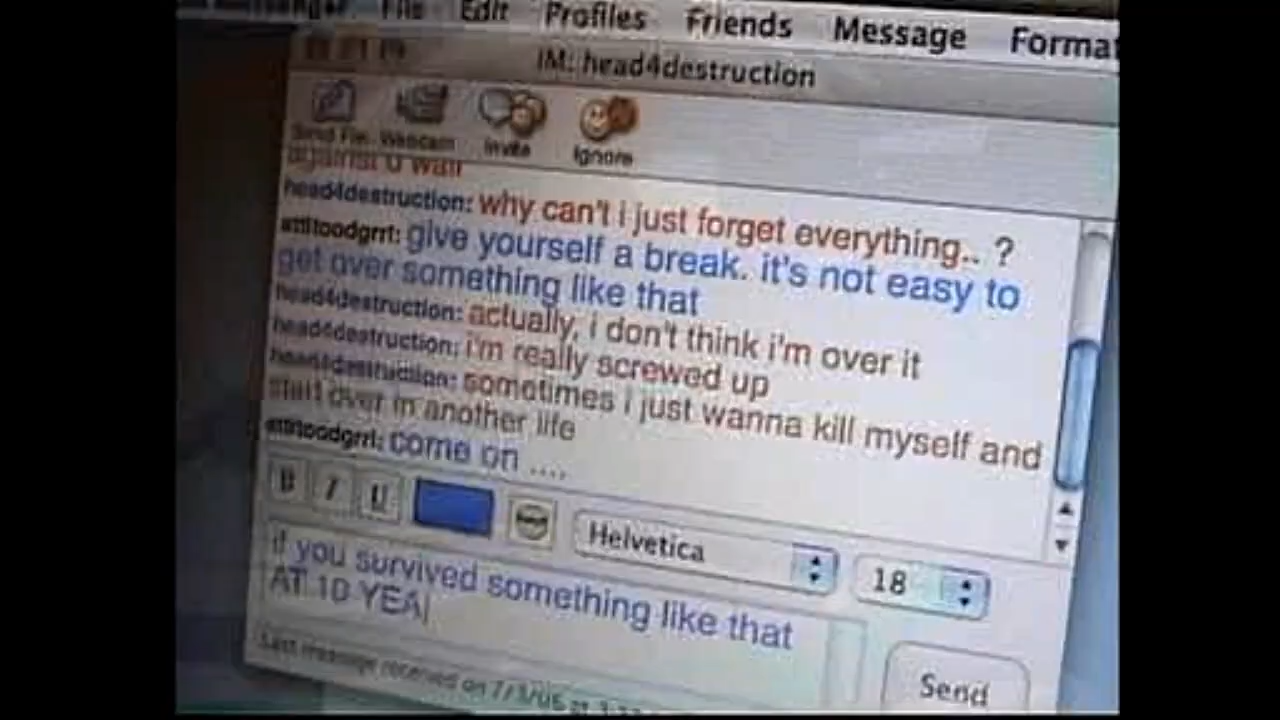 File Edit Profiles Friends Message Format
IM: head4destruction
Send File Webcam Invite Ignore
against u wall
head4destruction: why can't i just forget everything.. ?
attitoodgrrl: give yourself a break. it's not easy to
get over something like that
head4destruction: actually, i don't think i'm over it
head4destruction: i'm really screwed up
head4destruction: sometimes i just wanna kill myself and
start over in another life
attitoodgrrl: come on ....
B I U Helvetica 18
if you survived something like that
AT 10 YEA
Last message received on
Send